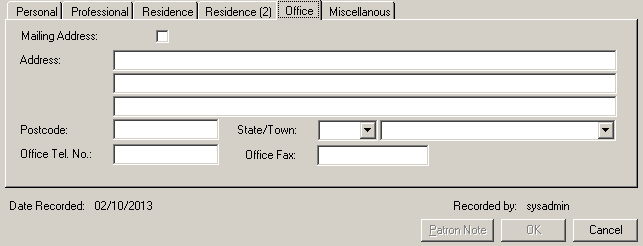 Personal Professional Residence Residence (2) Office Miscellanous
Mailing Address:
Address:
Postcode: State/Town:
Office Tel. No.: Office Fax:
Date Recorded: 02/10/2013 Recorded by: sysadmin
Patron Note OK Cancel